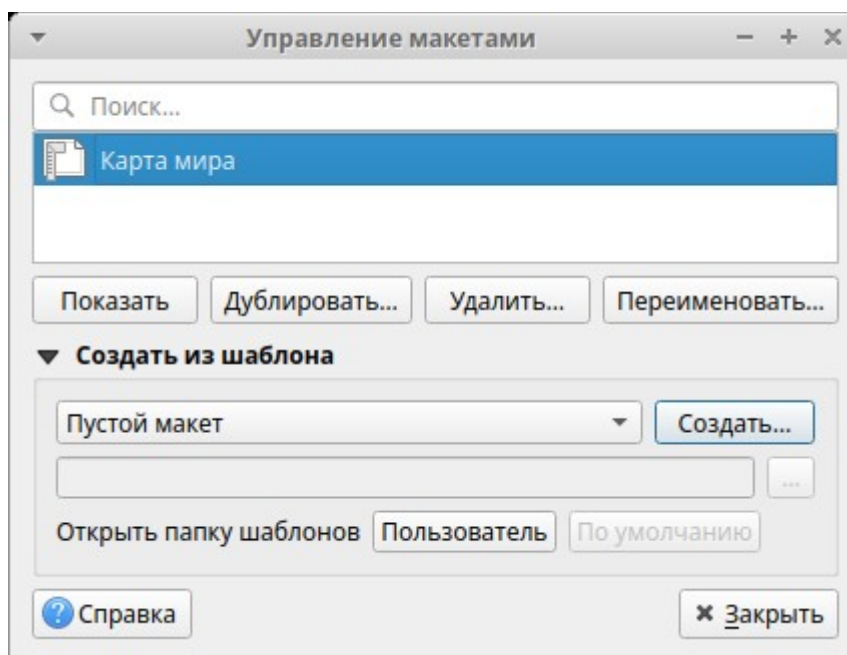 Управление макетами
Поиск...
Карта мира
Показать Дублировать... Удалить... Переименовать...
Создать из шаблона
Пустой макет Создать...
...
Открыть папку шаблонов Пользователь По умолчанию
Справка Закрыть